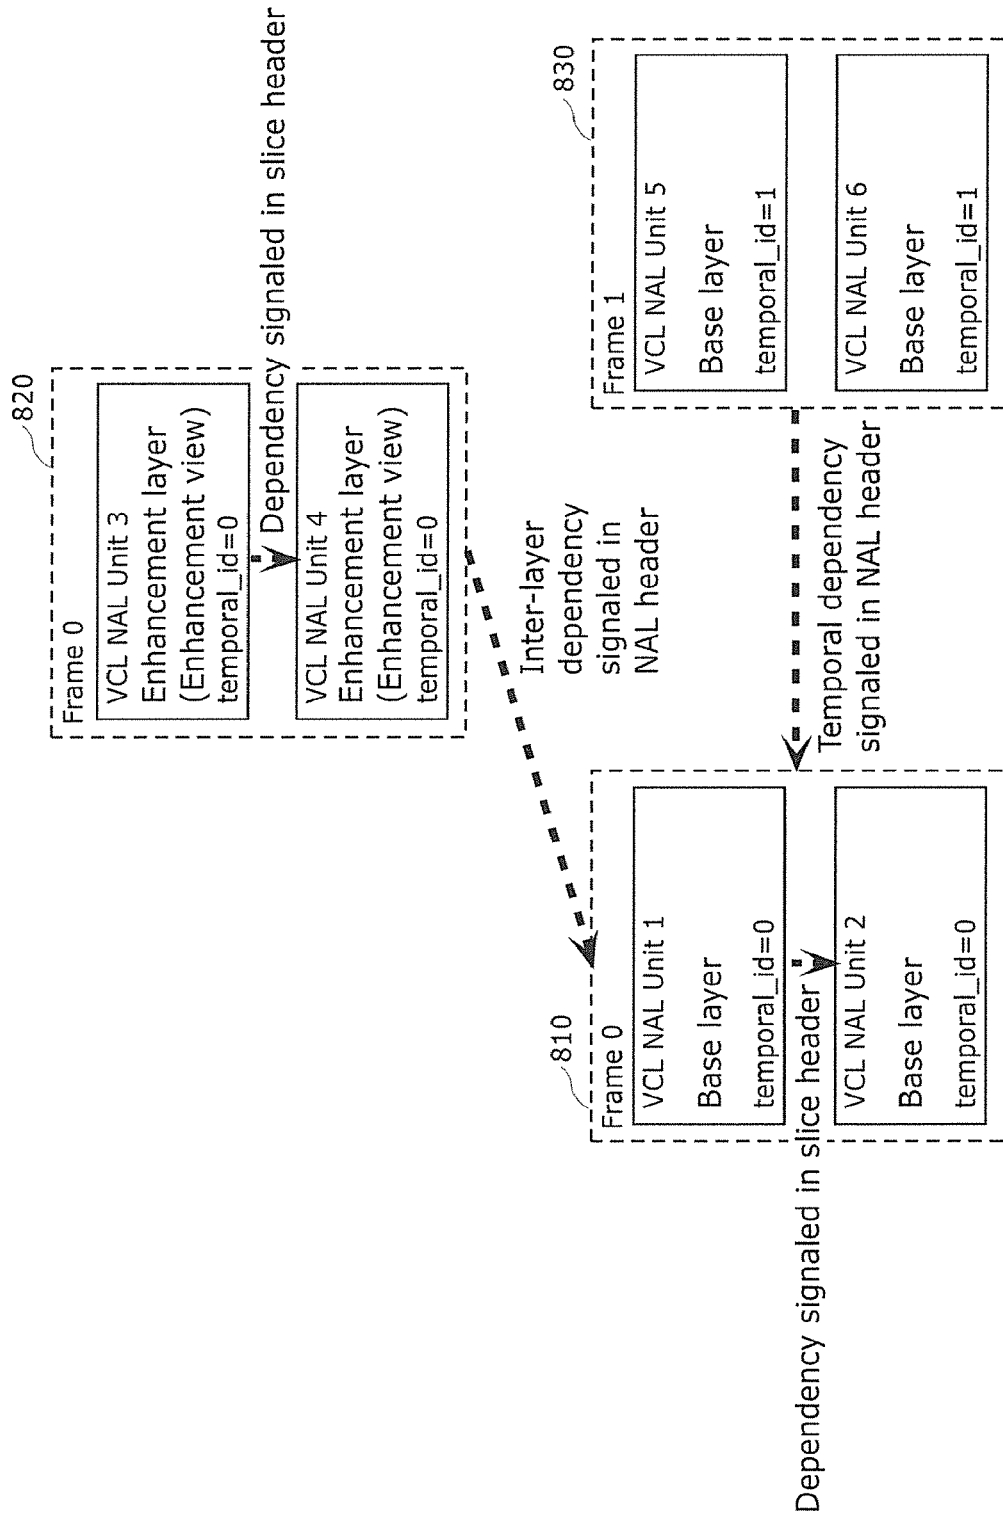 820
Frame 0
VCL NAL Unit 3
Enhancement layer
(Enhancement view)
temporal_id=0
Dependency signaled in slice header
VCL NAL Unit 4
Enhancement layer
(Enhancement view)
temporal_id=0
Inter-layer
dependency
signaled in
NAL header
810
Frame 0
VCL NAL Unit 1
Base layer
temporal_id=0
Dependency signaled in slice header
VCL NAL Unit 2
Base layer
temporal_id=0
Temporal dependency
signaled in NAL header
830
Frame 1
VCL NAL Unit 5
Base layer
temporal_id=1
VCL NAL Unit 6
Base layer
temporal_id=1